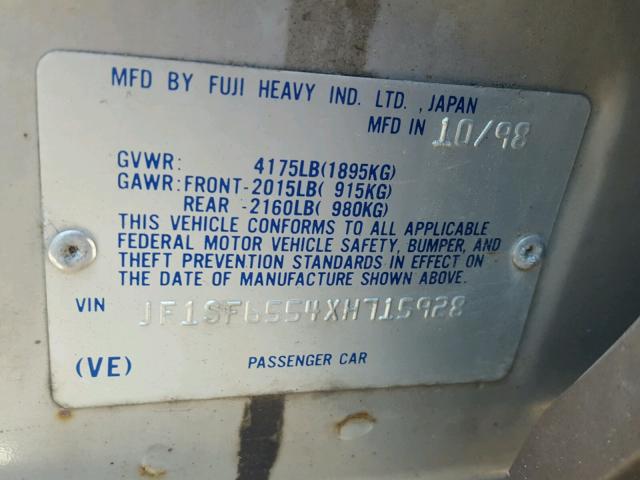 MFD BY FUJI HEAVY IND. LTD. , JAPAN
MFD IN 10/98
GVWR: 4175LB(1895KG)
GAWR: FRONT-2015LB( 915KG)
REAR -2160LB( 980KG)
THIS VEHICLE CONFORMS TO ALL APPLICABLE
FEDERAL MOTOR VEHICLE SAFETY, BUMPER, AND
THEFT PREVENTION STANDARDS IN EFFECT ON
THE DATE OF MANUFACTURE SHOWN ABOVE.
VIN JF1SF6554XH715928
(VE) PASSENGER CAR